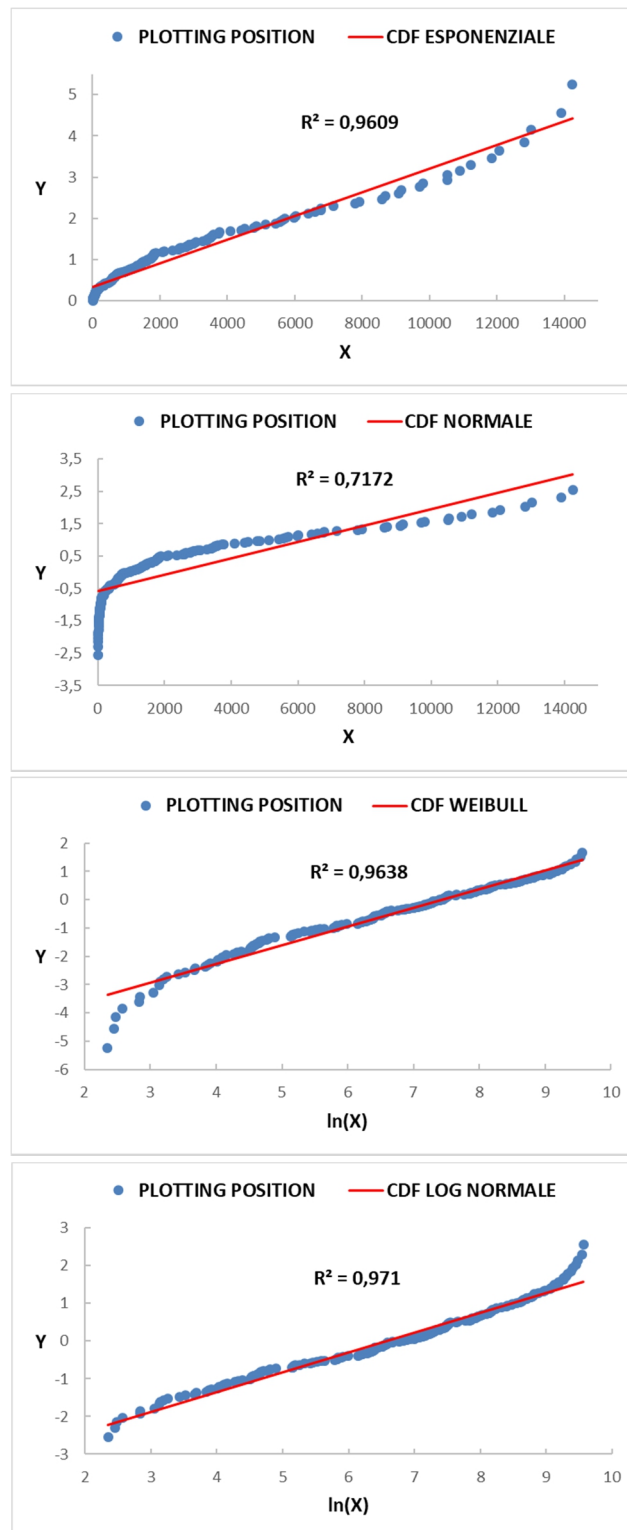 PLOTTING POSITION CDF ESPONENZIALE
R² = 0,9609
5
4
3
2
1
0
Y
0 2000 4000 6000 8000 10000 12000 14000
X
PLOTTING POSITION CDF NORMALE
R² = 0,7172
3,5
2,5
1,5
0,5
-0,5
-1,5
-2,5
-3,5
Y
0 2000 4000 6000 8000 10000 12000 14000
X
PLOTTING POSITION CDF WEIBULL
R² = 0,9638
2
1
0
-1
-2
-3
-4
-5
-6
Y
2 3 4 5 6 7 8 9 10
ln(X)
PLOTTING POSITION CDF LOG NORMALE
R² = 0,971
3
2
1
0
-1
-2
-3
Y
2 3 4 5 6 7 8 9 10
ln(X)